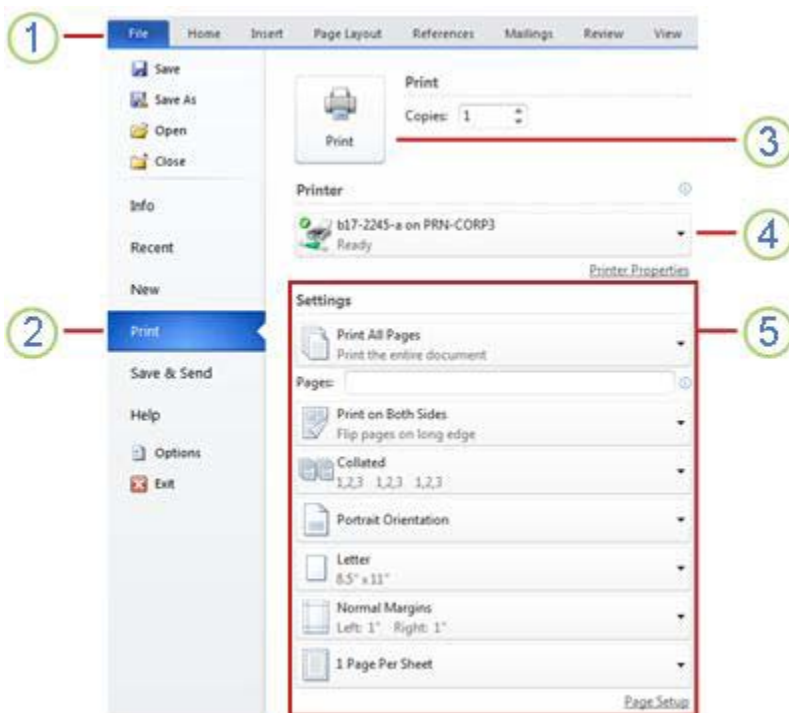 1
File Home Insert Page Layout References Mailings Review View
Save
Save As
Open
Close
Info
Recent
New
2
Print
Save & Send
Help
Options
Exit
Print
Print
Copies: 1
3
Printer
b17-2245-a on PRN-CORP3
Ready
4
Printer Properties
Settings
5
Print All Pages
Print the entire document
Pages:
Print on Both Sides
Flip pages on long edge
Collated
1,2,3 1,2,3 1,2,3
Portrait Orientation
Letter
8.5" x 11"
Normal Margins
Left: 1" Right: 1"
1 Page Per Sheet
Page Setup